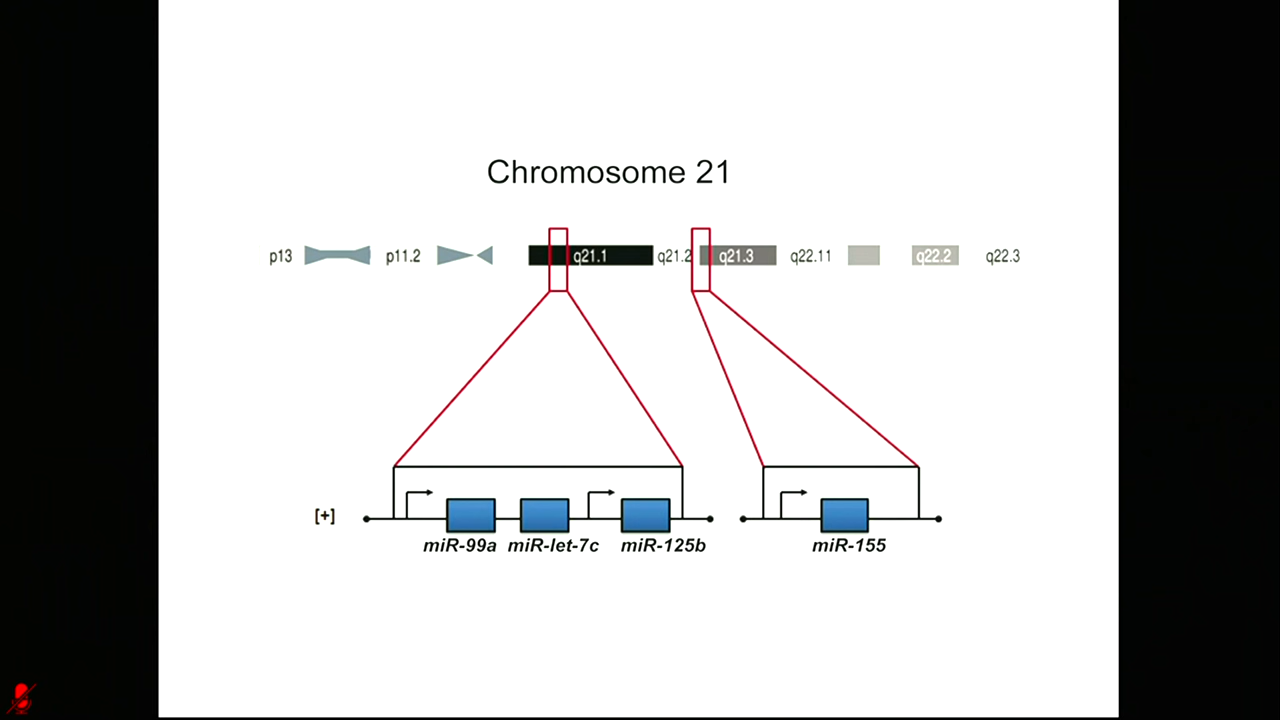 Chromosome 21
p13 p11.2 q21.1 q21.2 q21.3 q22.11 q22.2 q22.3
[+]
miR-99a miR-let-7c miR-125b miR-155